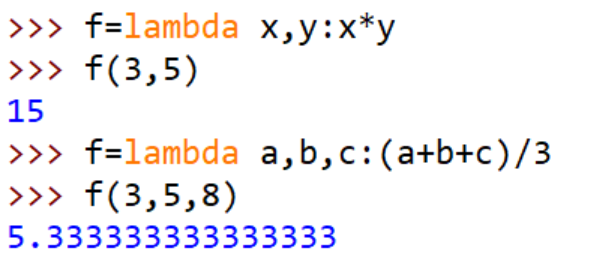 >>> f=lambda x,y:x*y
>>> f(3,5)
15
>>> f=lambda a,b,c:(a+b+c)/3
>>> f(3,5,8)
5.333333333333333